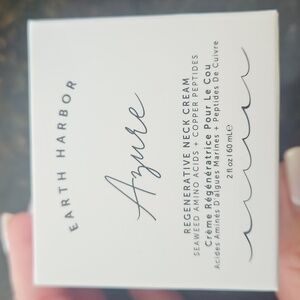 EARTH HARBOR
Azure
REGENERATIVE NECK CREAM
SEAWEED AMINO ACIDS + COPPER PEPTIDES
Crème Régénératrice Pour Le Cou
Acides Aminés D'algues Marines + Peptides De Cuivre
2 fl oz | 60 mL e